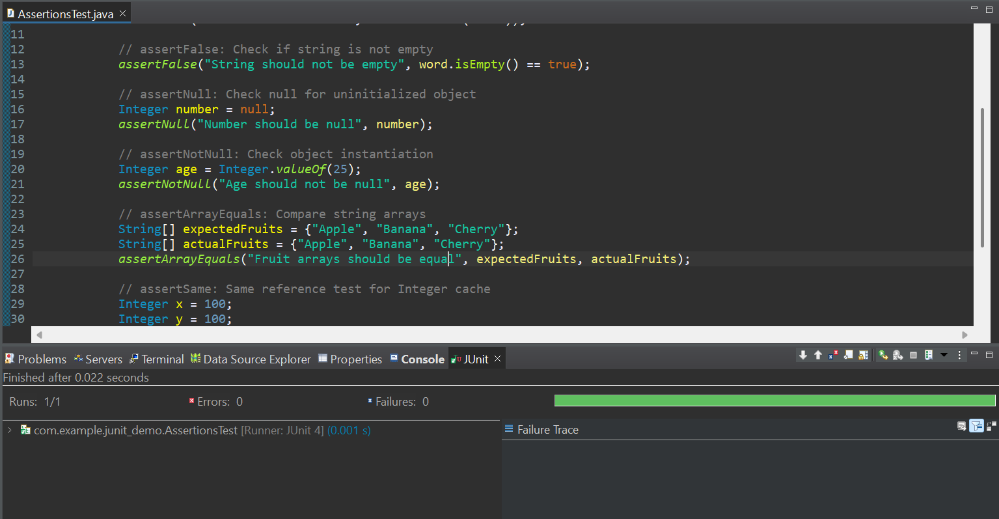 AssertionsTest.java
11
12 // assertFalse: Check if string is not empty
13 assertFalse("String should not be empty", word.isEmpty() == true);
14
15 // assertNull: Check null for uninitialized object
16 Integer number = null;
17 assertNull("Number should be null", number);
18
19 // assertNotNull: Check object instantiation
20 Integer age = Integer.valueOf(25);
21 assertNotNull("Age should not be null", age);
22
23 // assertArrayEquals: Compare string arrays
24 String[] expectedFruits = {"Apple", "Banana", "Cherry"};
25 String[] actualFruits = {"Apple", "Banana", "Cherry"};
26 assertArrayEquals("Fruit arrays should be equal", expectedFruits, actualFruits);
27
28 // assertSame: Same reference test for Integer cache
29 Integer x = 100;
30 Integer y = 100;
Problems Servers Terminal Data Source Explorer Properties Console JUnit
Finished after 0.022 seconds
Runs: 1/1 Errors: 0 Failures: 0
com.example.junit_demo.AssertionsTest [Runner: JUnit 4] (0.001 s)
Failure Trace